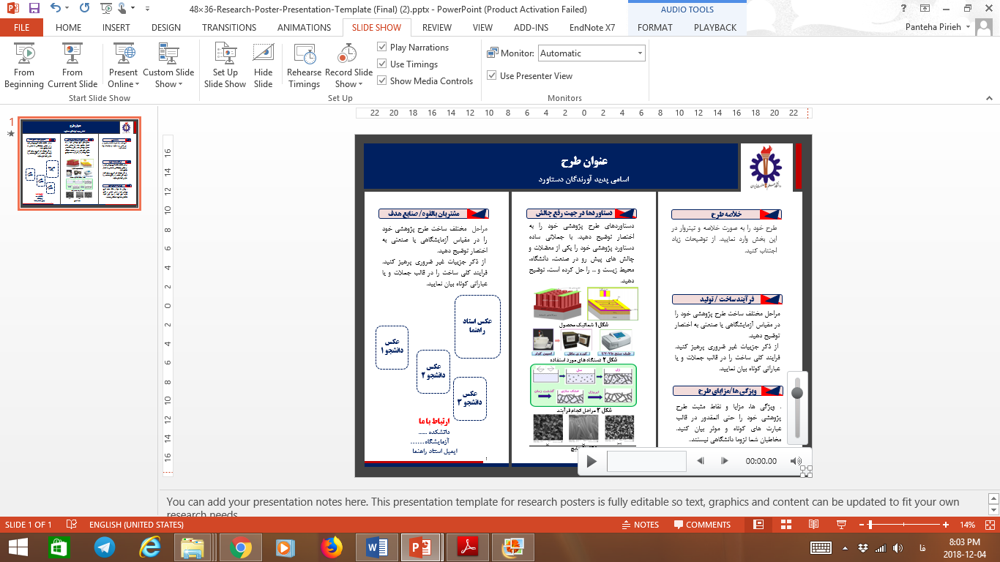 48×36-Research-Poster-Presentation-Template (Final) (2).pptx - PowerPoint (Product Activation Failed)
AUDIO TOOLS
FILE HOME INSERT DESIGN TRANSITIONS ANIMATIONS SLIDE SHOW REVIEW VIEW ADD-INS EndNote X7 FORMAT PLAYBACK
Panteha Pirieh
From Beginning
From Current Slide
Present Online
Custom Slide Show
Start Slide Show
Set Up Slide Show
Hide Slide
Rehearse Timings
Record Slide Show
Play Narrations
Use Timings
Show Media Controls
Set Up
Monitor: Automatic
Use Presenter View
Monitors
22 20 18 16 14 12 10 8 6 4 2 0 2 4 6 8 10 12 14 16 18 20 22
16 14 12 10 8 6 4 2 0 2 4 6 8 10 12 14 16
1
عنوان طرح
اسامی پدید آورندگان دستاورد
خلاصه طرح
طرح خود را به صورت خلاصه و تیتروار در
این بخش وارد نمایید. از توضیحات زیاد
اجتناب کنید.
فرآیند ساخت / تولید
مراحل مختلف ساخت طرح پژوهشی خود را
در مقیاس آزمایشگاهی یا صنعتی به اختصار
توضیح دهید.
از ذکر جزییات غیر ضروری پرهیز کنید.
فرایند کلی ساخت را در قالب جملات و یا
عباراتی کوتاه بیان نمایید.
ویژگی ها/مزایای طرح
. ویژگی ها، مزایا و نقاط مثبت طرح
پژوهشی خود را حتی المقدور در قالب
عبارت های کوتاه و موثر بیان کنید.
مخاطبان شما لزوما دانشگاهی نیستند..
دستاوردها در جهت رفع چالش
دستاوردهای طرح پژوهشی خود را به
اختصار توضیح دهید. با جملاتی ساده
دستاورد پژوهشی خود را یکی از معضلات و
چالش های پیش رو در صنعت، دانشگاه،
محیط زیست و ... را حل کرده است، توضیح
دهید.
شکل۱ شماتیک محصول
UV-Vis طیف سنج
شکل ۲ دستگاه های مورد استفاده
سل
ژل
گذشت زمان
خشک سازی
آیروژل
شکل ۳ مراحل انجام فرآیند
مشتریان بالقوه/ صنایع هدف
مراحل مختلف ساخت طرح پژوهشی خود
را در مقیاس آزمایشگاهی یا صنعتی به
اختصار توضیح دهید.
از ذکر جزییات غیر ضروری پرهیز کنید.
فرایند کلی ساخت را در قالب جملات و یا
عباراتی کوتاه بیان نمایید.
عکس استاد راهنما
عکس دانشجو ۱
عکس دانشجو ۲
عکس دانشجو ۳
ارتباط با ما
دانشکده ......
آزمایشگاه......
ایمیل استاد راهنما
۱
00:00.00
You can add your presentation notes here. This presentation template for research posters is fully editable so text, graphics and content can be updated to fit your own
research needs
SLIDE 1 OF 1 ENGLISH (UNITED STATES) NOTES COMMENTS 14%
فا
8:03 PM
2018-12-04